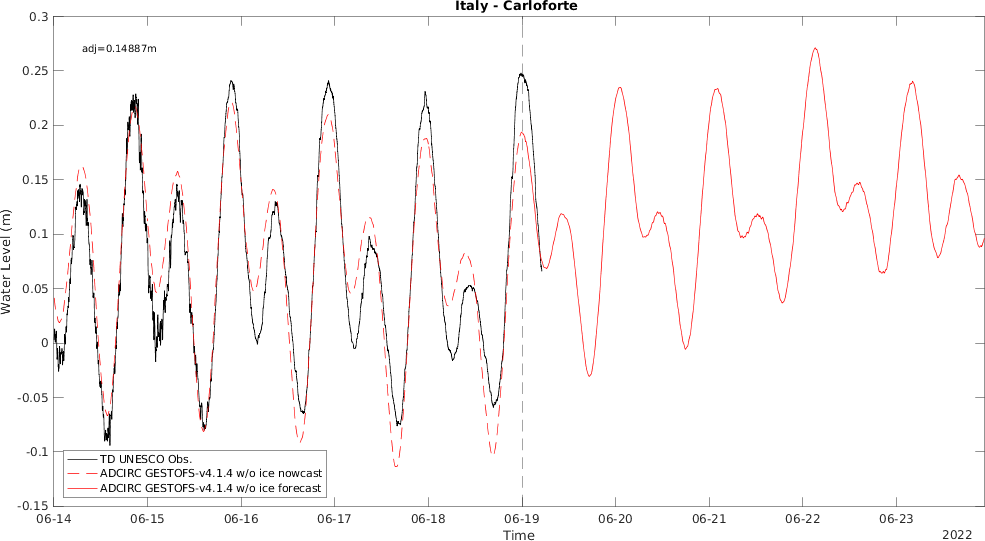 Italy - Carloforte
adj=0.14887m
0.3
0.25
0.2
0.15
0.1
0.05
0
-0.05
-0.1
-0.15
Water Level (m)
TD UNESCO Obs.
ADCIRC GESTOFS-v4.1.4 w/o ice nowcast
ADCIRC GESTOFS-v4.1.4 w/o ice forecast
06-14 06-15 06-16 06-17 06-18 06-19 06-20 06-21 06-22 06-23
Time
2022